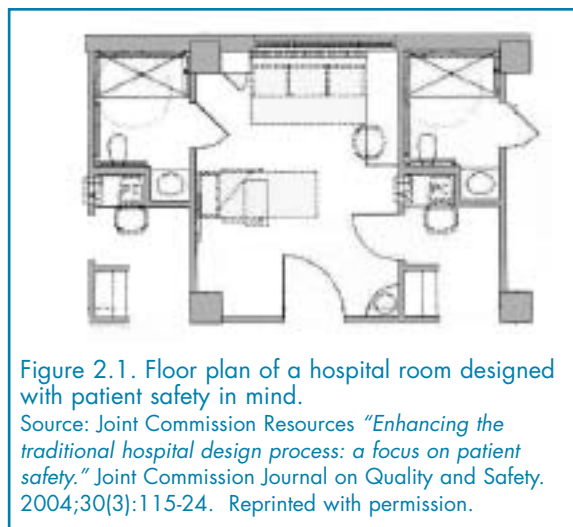 Figure 2.1. Floor plan of a hospital room designed
with patient safety in mind.
Source: Joint Commission Resources “Enhancing the
traditional hospital design process: a focus on patient
safety.” Joint Commission Journal on Quality and Safety.
2004;30(3):115-24.  Reprinted with permission.